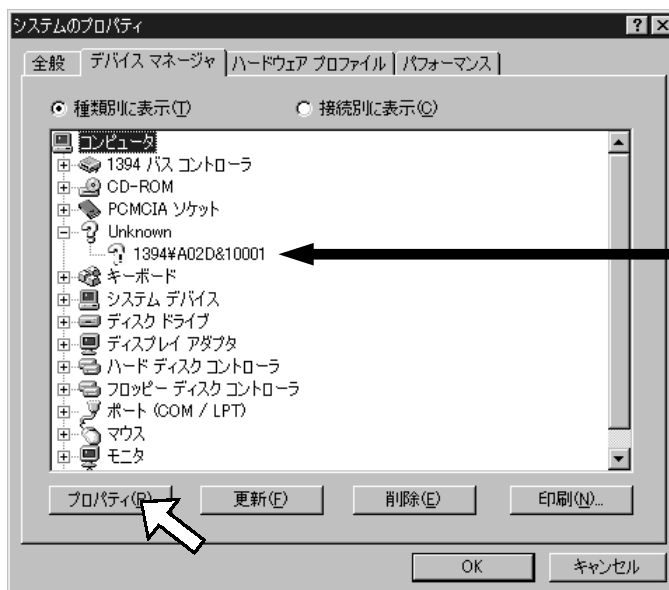 システムのプロパティ
全般 デバイス マネージャ ハードウェア プロファイル パフォーマンス
種類別に表示(T) 接続別に表示(C)
コンピュータ
1394 バス コントローラ
CD-ROM
PCMCIA ソケット
Unknown
1394¥A02D&10001
キーボード
システム デバイス
ディスク ドライブ
ディスプレイ アダプタ
ハード ディスク コントローラ
フロッピー ディスク コントローラ
ポート (COM / LPT)
マウス
モニタ
プロパティ(R) 更新(F) 削除(E) 印刷(N)...
OK キャンセル